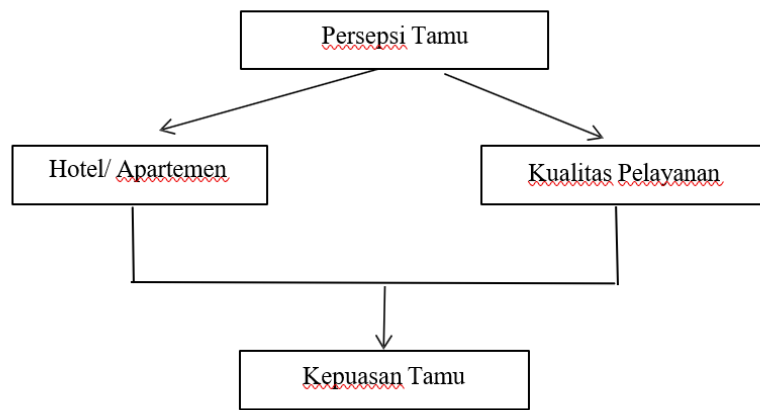 Persepsi Tamu
Hotel/ Apartemen
Kualitas Pelayanan
Kepuasan Tamu